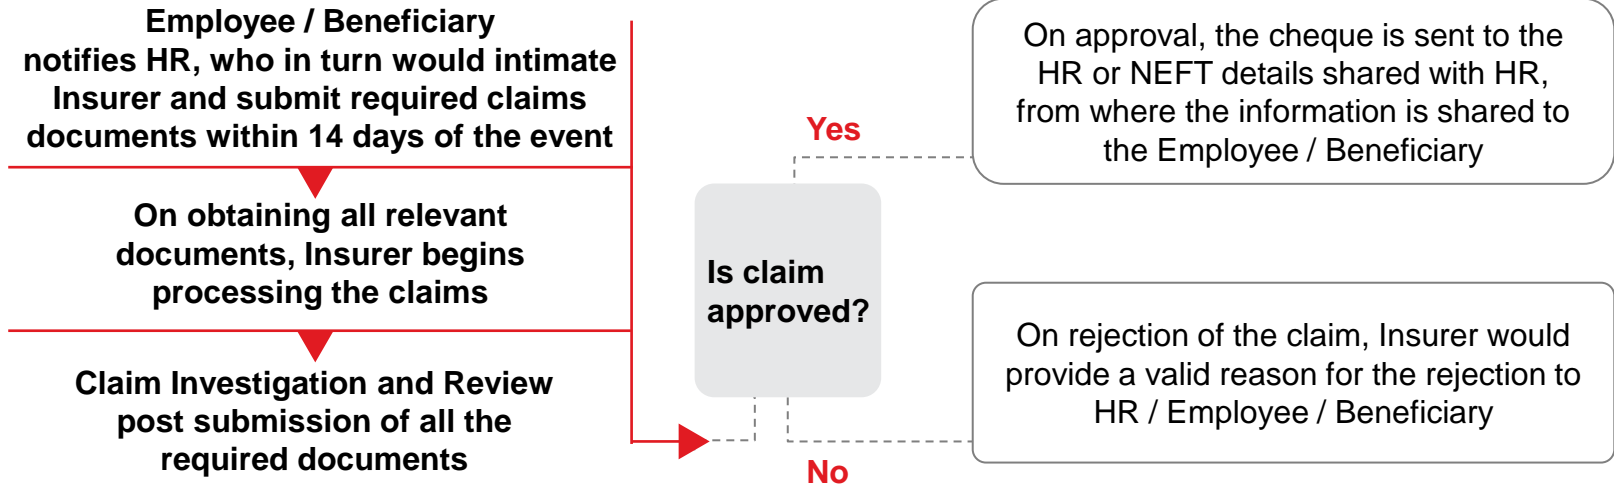 Employee / Beneficiary
notifies HR, who in turn would intimate
Insurer and submit required claims
documents within 14 days of the event
On obtaining all relevant
documents, Insurer begins
processing the claims
Claim Investigation and Review
post submission of all the
required documents
Is claim
approved?
Yes
On approval, the cheque is sent to the
HR or NEFT details shared with HR,
from where the information is shared to
the Employee / Beneficiary
No
On rejection of the claim, Insurer would
provide a valid reason for the rejection to
HR / Employee / Beneficiary